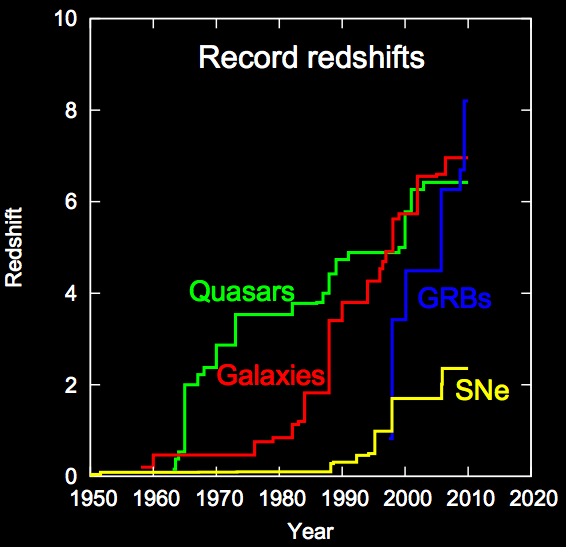 Record redshifts
10
8
6
4
2
0
Redshift
Quasars
GRBs
Galaxies
SNe
1950 1960 1970 1980 1990 2000 2010 2020
Year